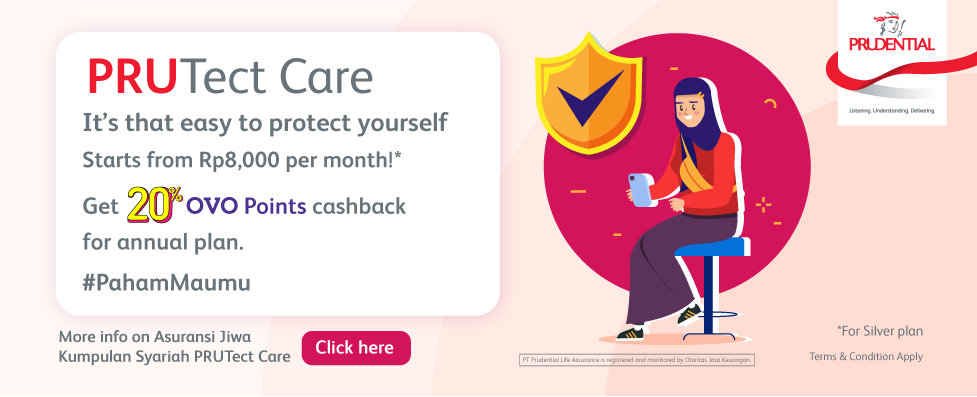 PRUTect Care
It's that easy to protect yourself
Starts from Rp8,000 per month!*
Get 20% OVO Points cashback
for annual plan.
#PahamMaumu
More info on Asuransi Jiwa
Kumpulan Syariah PRUTect Care
Click here
PRUDENTIAL
Listening. Understanding. Delivering.
PT Prudential Life Assurance is registered and monitored by Otoritas Jasa Keuangan.
*For Silver plan
Terms & Condition Apply